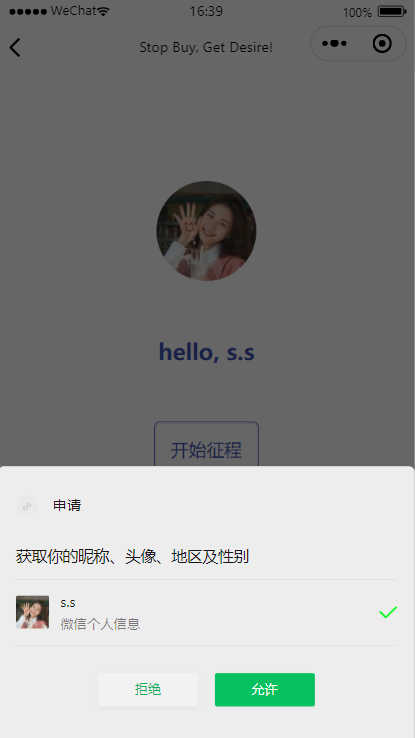 WeChat 16:39 100%
Stop Buy, Get Desire!
hello, s.s
开始征程
申请
获取你的昵称、头像、地区及性别
s.s
微信个人信息
拒绝 允许